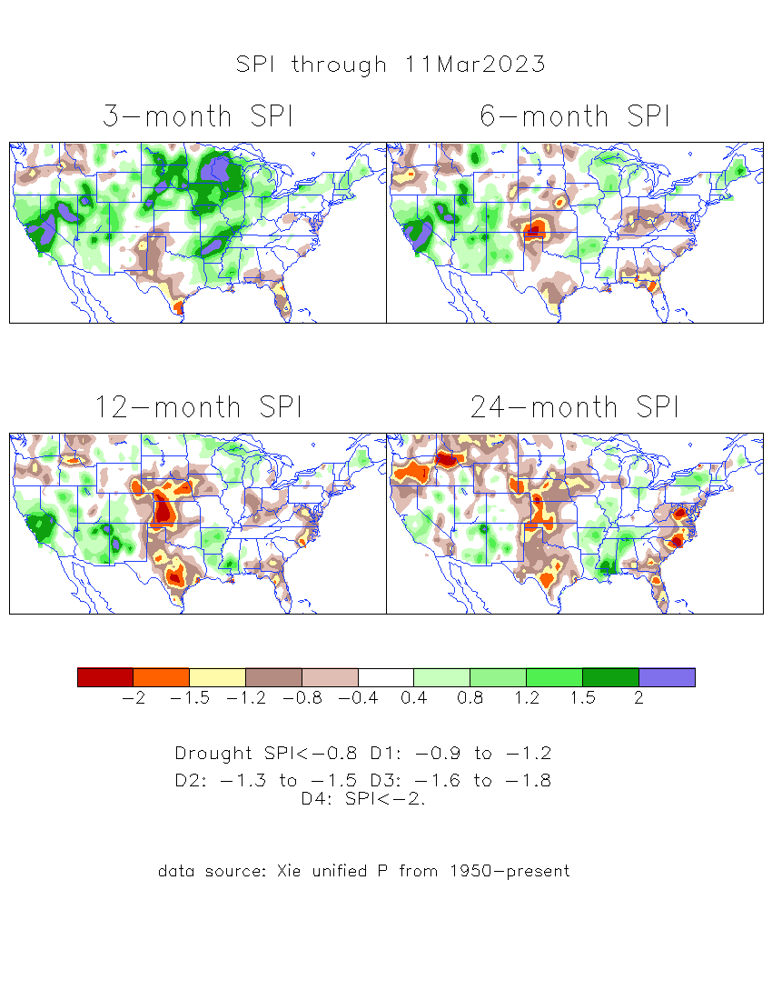 SPI through 11Mar2023
3-month SPI
6-month SPI
12-month SPI
24-month SPI
-2 -1.5 -1.2 -0.8 -0.4 0.4 0.8 1.2 1.5 2
Drought SPI<-0.8 D1: -0.9 to -1.2
D2: -1.3 to -1.5 D3: -1.6 to -1.8
D4: SPI<-2.
data source: Xie unified P from 1950-present